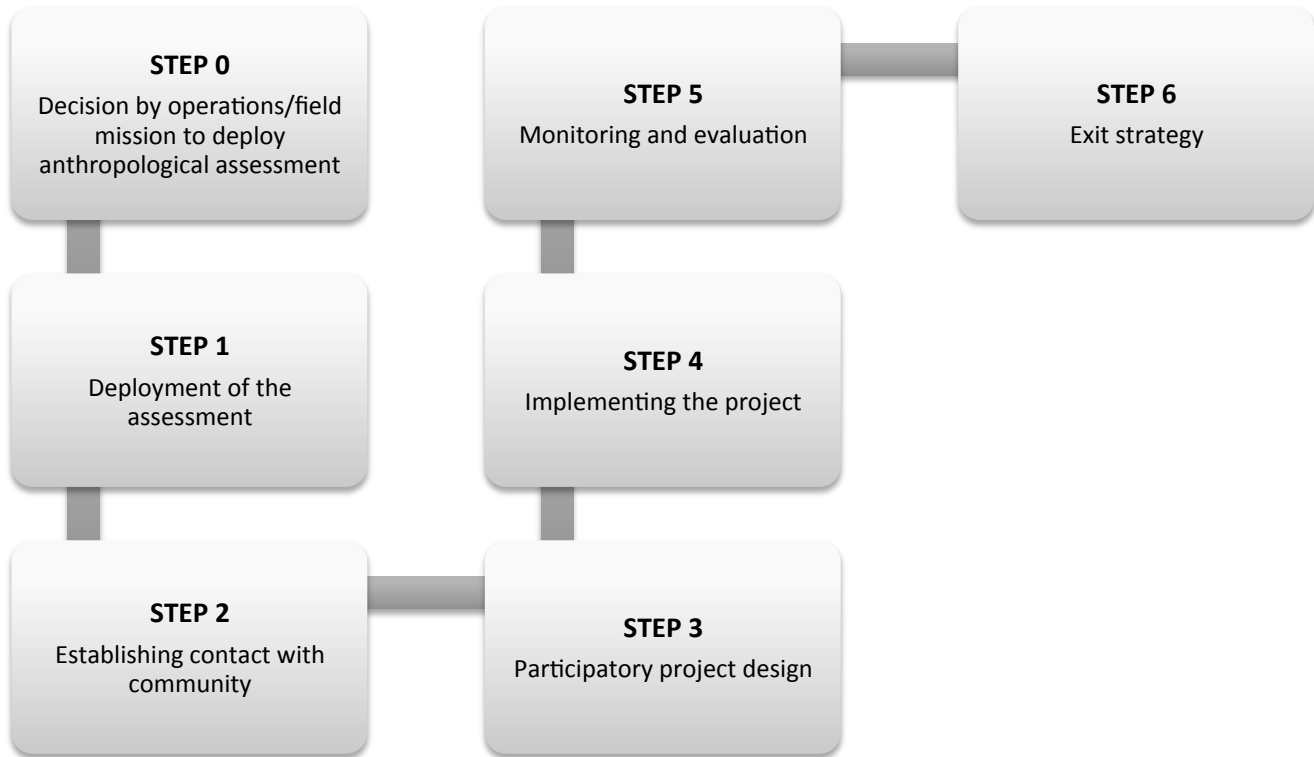 STEP 0
Decision by operations/field
mission to deploy
anthropological assessment
STEP 1
Deployment of the
assessment
STEP 2
Establishing contact with
community
STEP 3
Participatory project design
STEP 4
Implementing the project
STEP 5
Monitoring and evaluation
STEP 6
Exit strategy